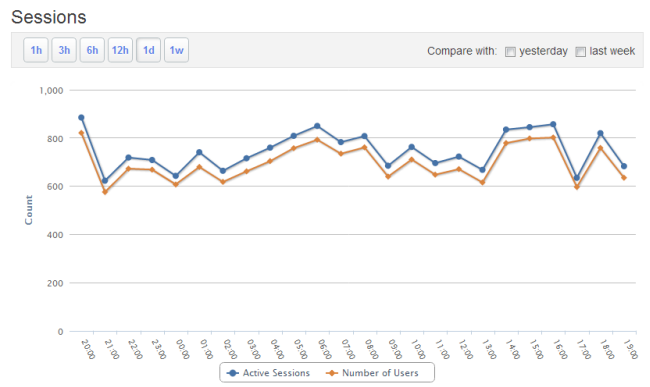 Sessions
1h 3h 6h 12h 1d 1w
Compare with: yesterday last week
1,000
800
600
400
200
0
Count
20:00 21:00 22:00 23:00 00:00 01:00 02:00 03:00 04:00 05:00 06:00 07:00 08:00 09:00 10:00 11:00 12:00 13:00 14:00 15:00 16:00 17:00 18:00 19:00
Active Sessions Number of Users